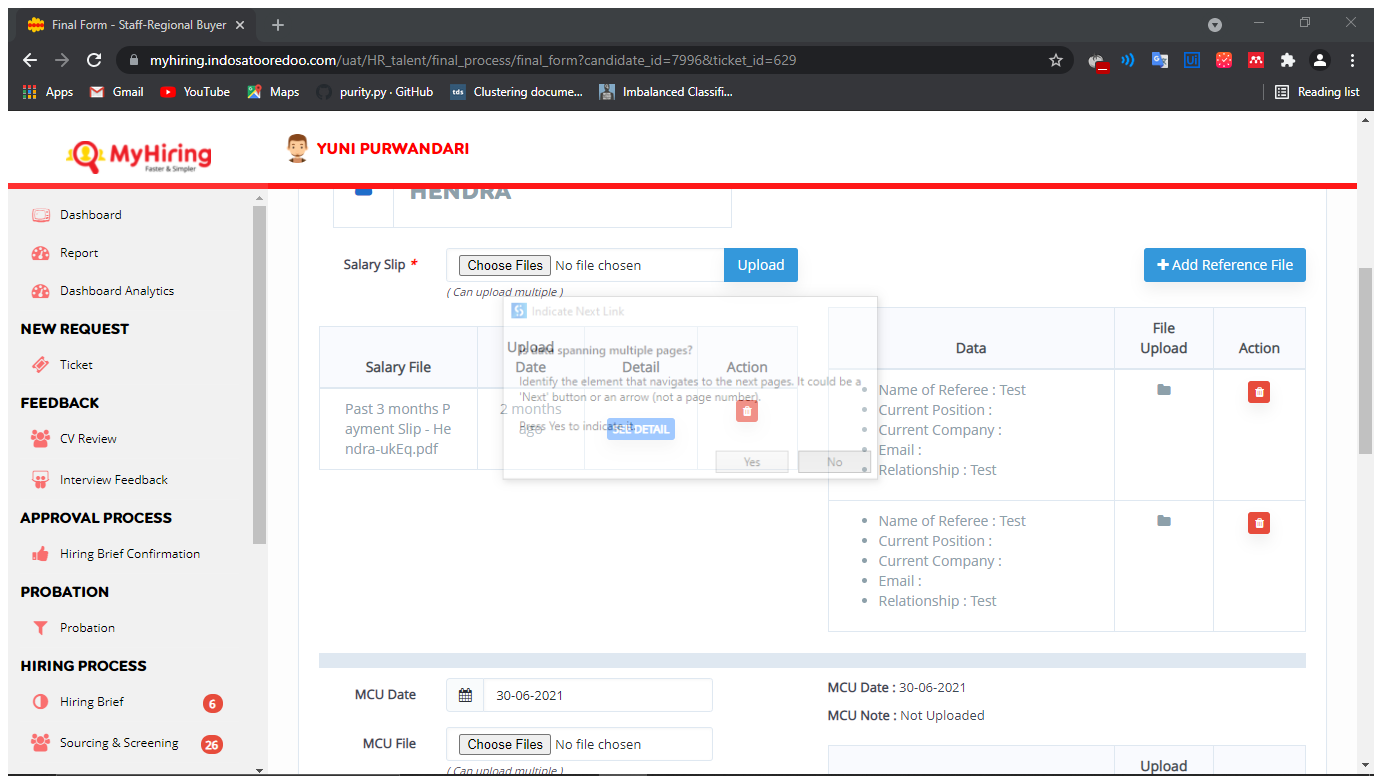 Final Form - Staff-Regional Buyer
myhiring.indosatooredoo.com/uat/HR_talent/final_process/final_form?candidate_id=7996&ticket_id=629
Apps Gmail YouTube Maps purity.py · GitHub tds Clustering docume... Imbalanced Classifi... Reading list
MyHiring
Faster & Simpler
YUNI PURWANDARI
Dashboard
Report
Dashboard Analytics
NEW REQUEST
Ticket
FEEDBACK
CV Review
Interview Feedback
APPROVAL PROCESS
Hiring Brief Confirmation
PROBATION
Probation
HIRING PROCESS
Hiring Brief 6
Sourcing & Screening 26
HENDRA
Salary Slip * Choose Files No file chosen Upload
( Can upload multiple )
+ Add Reference File
Salary File
Upload
Date
Detail
Action
Past 3 months P
ayment Slip - He
ndra-ukEq.pdf
2 months
ago
SEE DETAIL
Indicate Next Link
Is data spanning multiple pages?
Identify the element that navigates to the next pages. It could be a
'Next' button or an arrow (not a page number).
Press Yes to indicate it.
Yes No
Data
File
Upload
Action
Name of Referee : Test
Current Position :
Current Company :
Email :
Relationship : Test
Name of Referee : Test
Current Position :
Current Company :
Email :
Relationship : Test
MCU Date 30-06-2021
MCU File Choose Files No file chosen
( Can upload multiple )
MCU Date : 30-06-2021
MCU Note : Not Uploaded
Upload